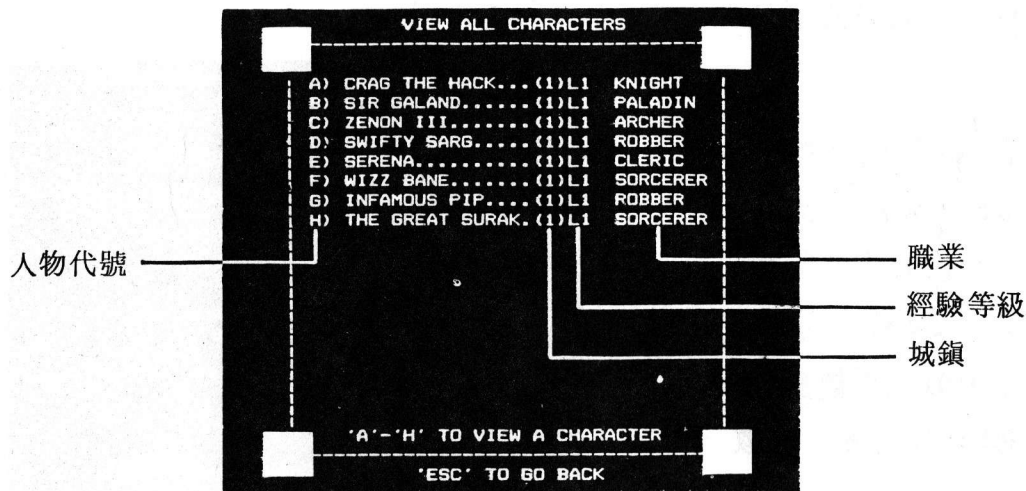 VIEW ALL CHARACTERS
A) CRAG THE HACK...(1)L1 KNIGHT
B) SIR GALAND......(1)L1 PALADIN
C) ZENON III.......(1)L1 ARCHER
D) SWIFTY SARG.....(1)L1 ROBBER
E) SERENA..........(1)L1 CLERIC
F) WIZZ BANE.......(1)L1 SORCERER
G) INFAMOUS PIP....(1)L1 ROBBER
H) THE GREAT SURAK.(1)L1 SORCERER
人物代號
職業
經驗等級
城鎮
'A'-'H' TO VIEW A CHARACTER
'ESC' TO GO BACK